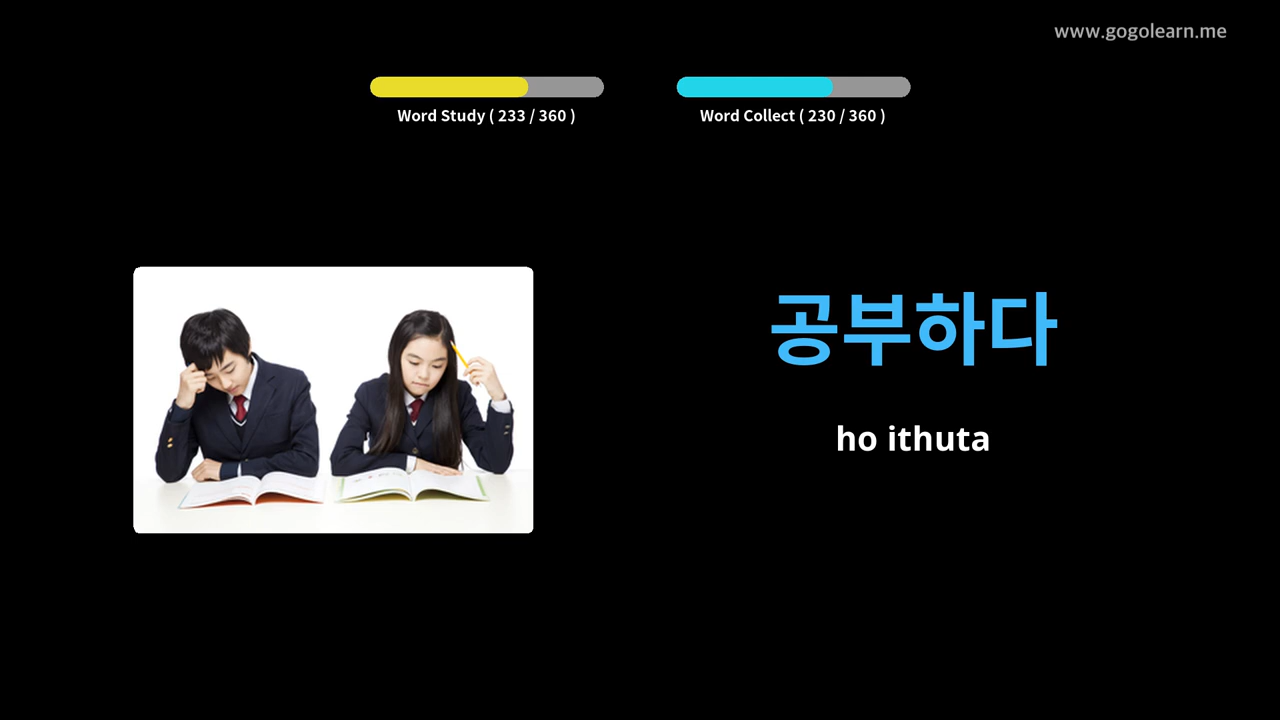 www.gogolearn.me
Word Study ( 233 / 360 )
Word Collect ( 230 / 360 )
공부하다
ho ithuta